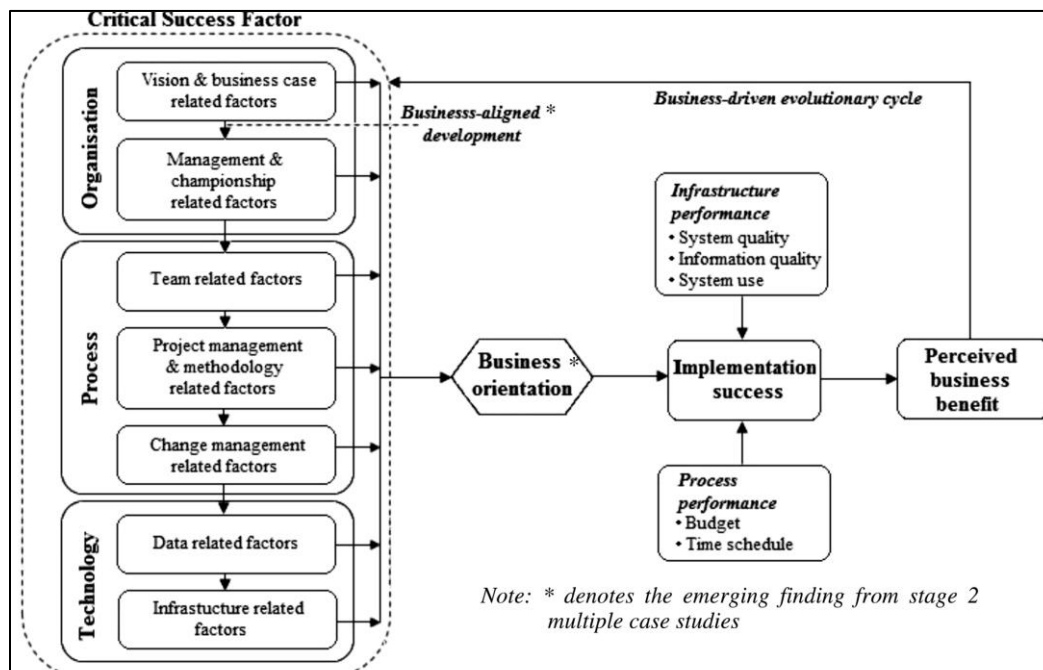 Critical Success Factor
Organisation
Vision & business case
related factors
Businesss-aligned *
development
Management &
championship
related factors
Process
Team related factors
Project management
& methodology
related factors
Change management
related factors
Technology
Data related factors
Infrastucture related
factors
Business *
orientation
Business-driven evolutionary cycle
Infrastructure
performance
• System quality
• Information quality
• System use
Implementation
success
Process
performance
• Budget
• Time schedule
Perceived
business
benefit
Note: * denotes the emerging finding from stage 2
multiple case studies